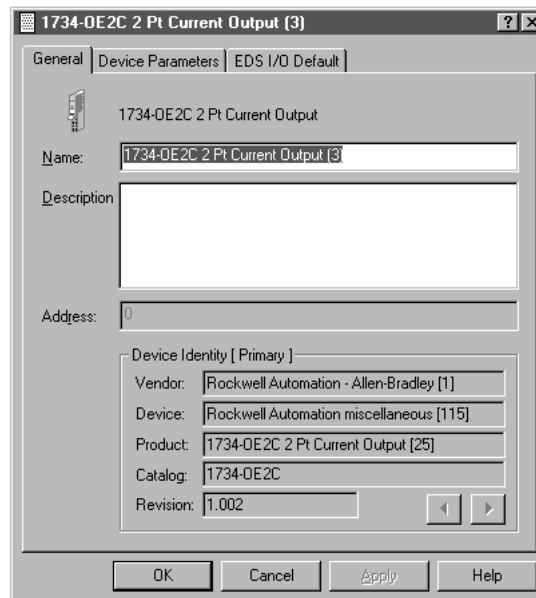 1734-OE2C 2 Pt Current Output (3)
General Device Parameters EDS I/O Default
1734-OE2C 2 Pt Current Output
Name: 1734-OE2C 2 Pt Current Output (3)
Description
Address: 0
Device Identity [ Primary ]
Vendor: Rockwell Automation - Allen-Bradley [1]
Device: Rockwell Automation miscellaneous [115]
Product: 1734-OE2C 2 Pt Current Output [25]
Catalog: 1734-OE2C
Revision: 1.002
OK Cancel Apply Help